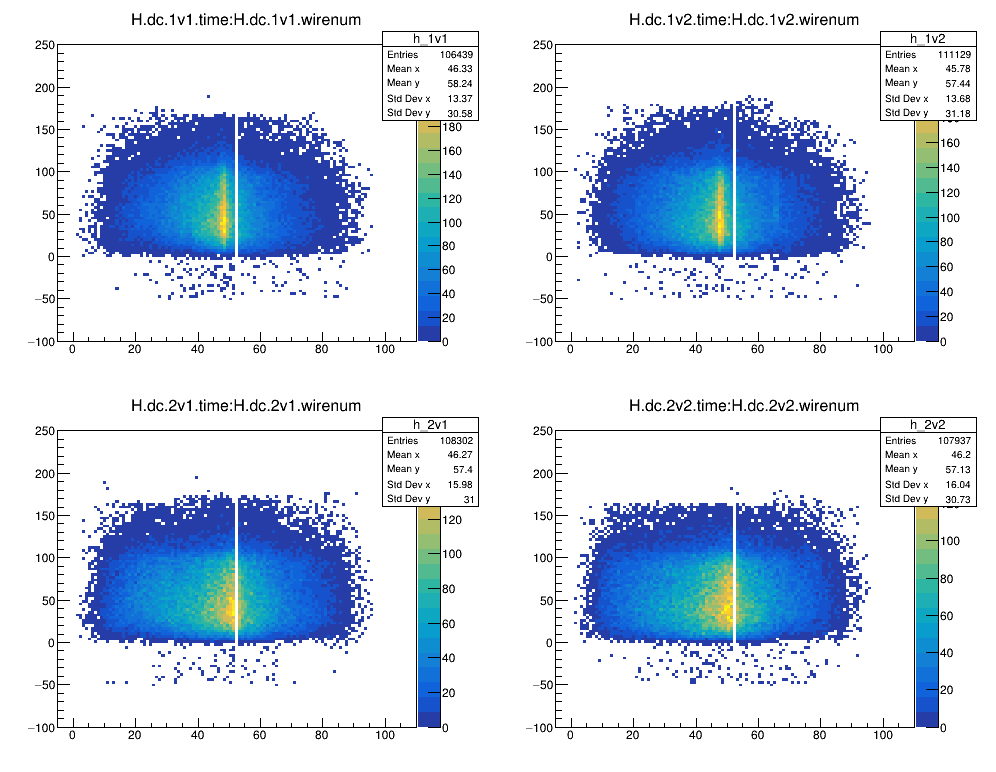 H.dc.1v1.time:H.dc.1v1.wirenum
h_1v1
Entries 106439
Mean x 46.33
Mean y 58.24
Std Dev x 13.37
Std Dev y 30.58
250
200
150
100
50
0
−50
−100
0 20 40 60 80 100
180
160
140
120
100
80
60
40
20
0
H.dc.1v2.time:H.dc.1v2.wirenum
h_1v2
Entries 111129
Mean x 45.78
Mean y 57.44
Std Dev x 13.68
Std Dev y 31.18
250
200
150
100
50
0
−50
−100
0 20 40 60 80 100
160
140
120
100
80
60
40
20
0
H.dc.2v1.time:H.dc.2v1.wirenum
h_2v1
Entries 108302
Mean x 46.27
Mean y 57.4
Std Dev x 15.98
Std Dev y 31
250
200
150
100
50
0
−50
−100
0 20 40 60 80 100
120
100
80
60
40
20
0
H.dc.2v2.time:H.dc.2v2.wirenum
h_2v2
Entries 107937
Mean x 46.2
Mean y 57.13
Std Dev x 16.04
Std Dev y 30.73
250
200
150
100
50
0
−50
−100
0 20 40 60 80 100
100
80
60
40
20
0